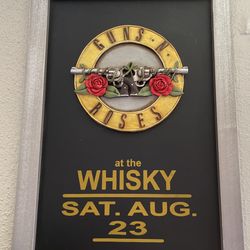 GUNS N'
ROSES
at the
WHISKY
SAT. AUG.
23